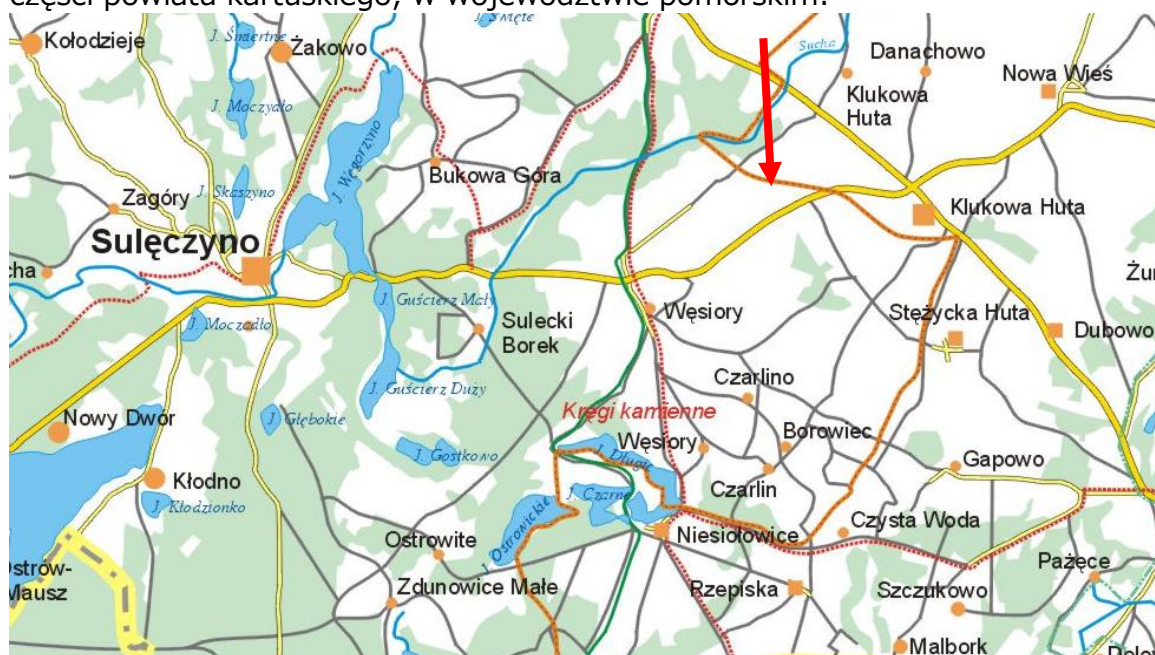 części powiatu kartuskiego, w województwie pomorskim.
Kołodzieje
J. Śmiertne
Żakowo
J. Święte
Sucha
Danachowo
Nowa Wieś
Klukowa
Huta
J. Moczydło
J. Węgorzyno
Bukowa Góra
Zagóry
J. Skaszyno
Klukowa Huta
Sulęczyno
cha
J. Guścierz Mały
Żu
J. Moczadło
Sulecki
Borek
Węsiory
Stężycka Huta
Dubowo
J. Guścierz Duży
Czarlino
Nowy Dwór
J. Głębokie
Kręgi kamienne
Węsiory
Borowiec
J. Gostkowo
J. Długie
Gapowo
Kłodno
J. Kłodzionko
J. Czarne
Czarlin
J. Ostrowickie
Czysta Woda
Ostrowite
Niesiołowice
Ostrów-
Mausz
Pażęce
Zdunowice Małe
Rzepiska
Szczukowo
Malbork